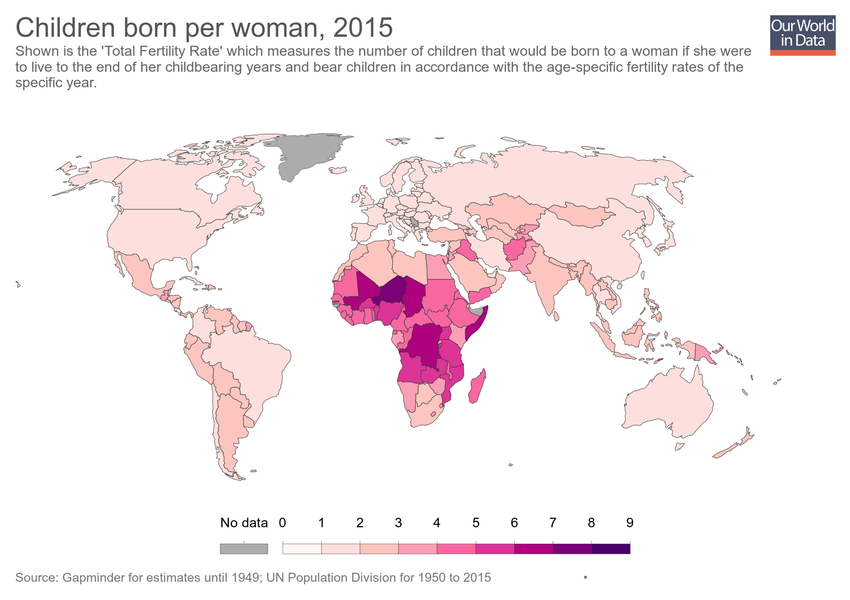 Children born per woman, 2015
Our World
in Data
Shown is the 'Total Fertility Rate' which measures the number of children that would be born to a woman if she were
to live to the end of her childbearing years and bear children in accordance with the age-specific fertility rates of the
specific year.
No data 0 1 2 3 4 5 6 7 8 9
Source: Gapminder for estimates until 1949; UN Population Division for 1950 to 2015 •